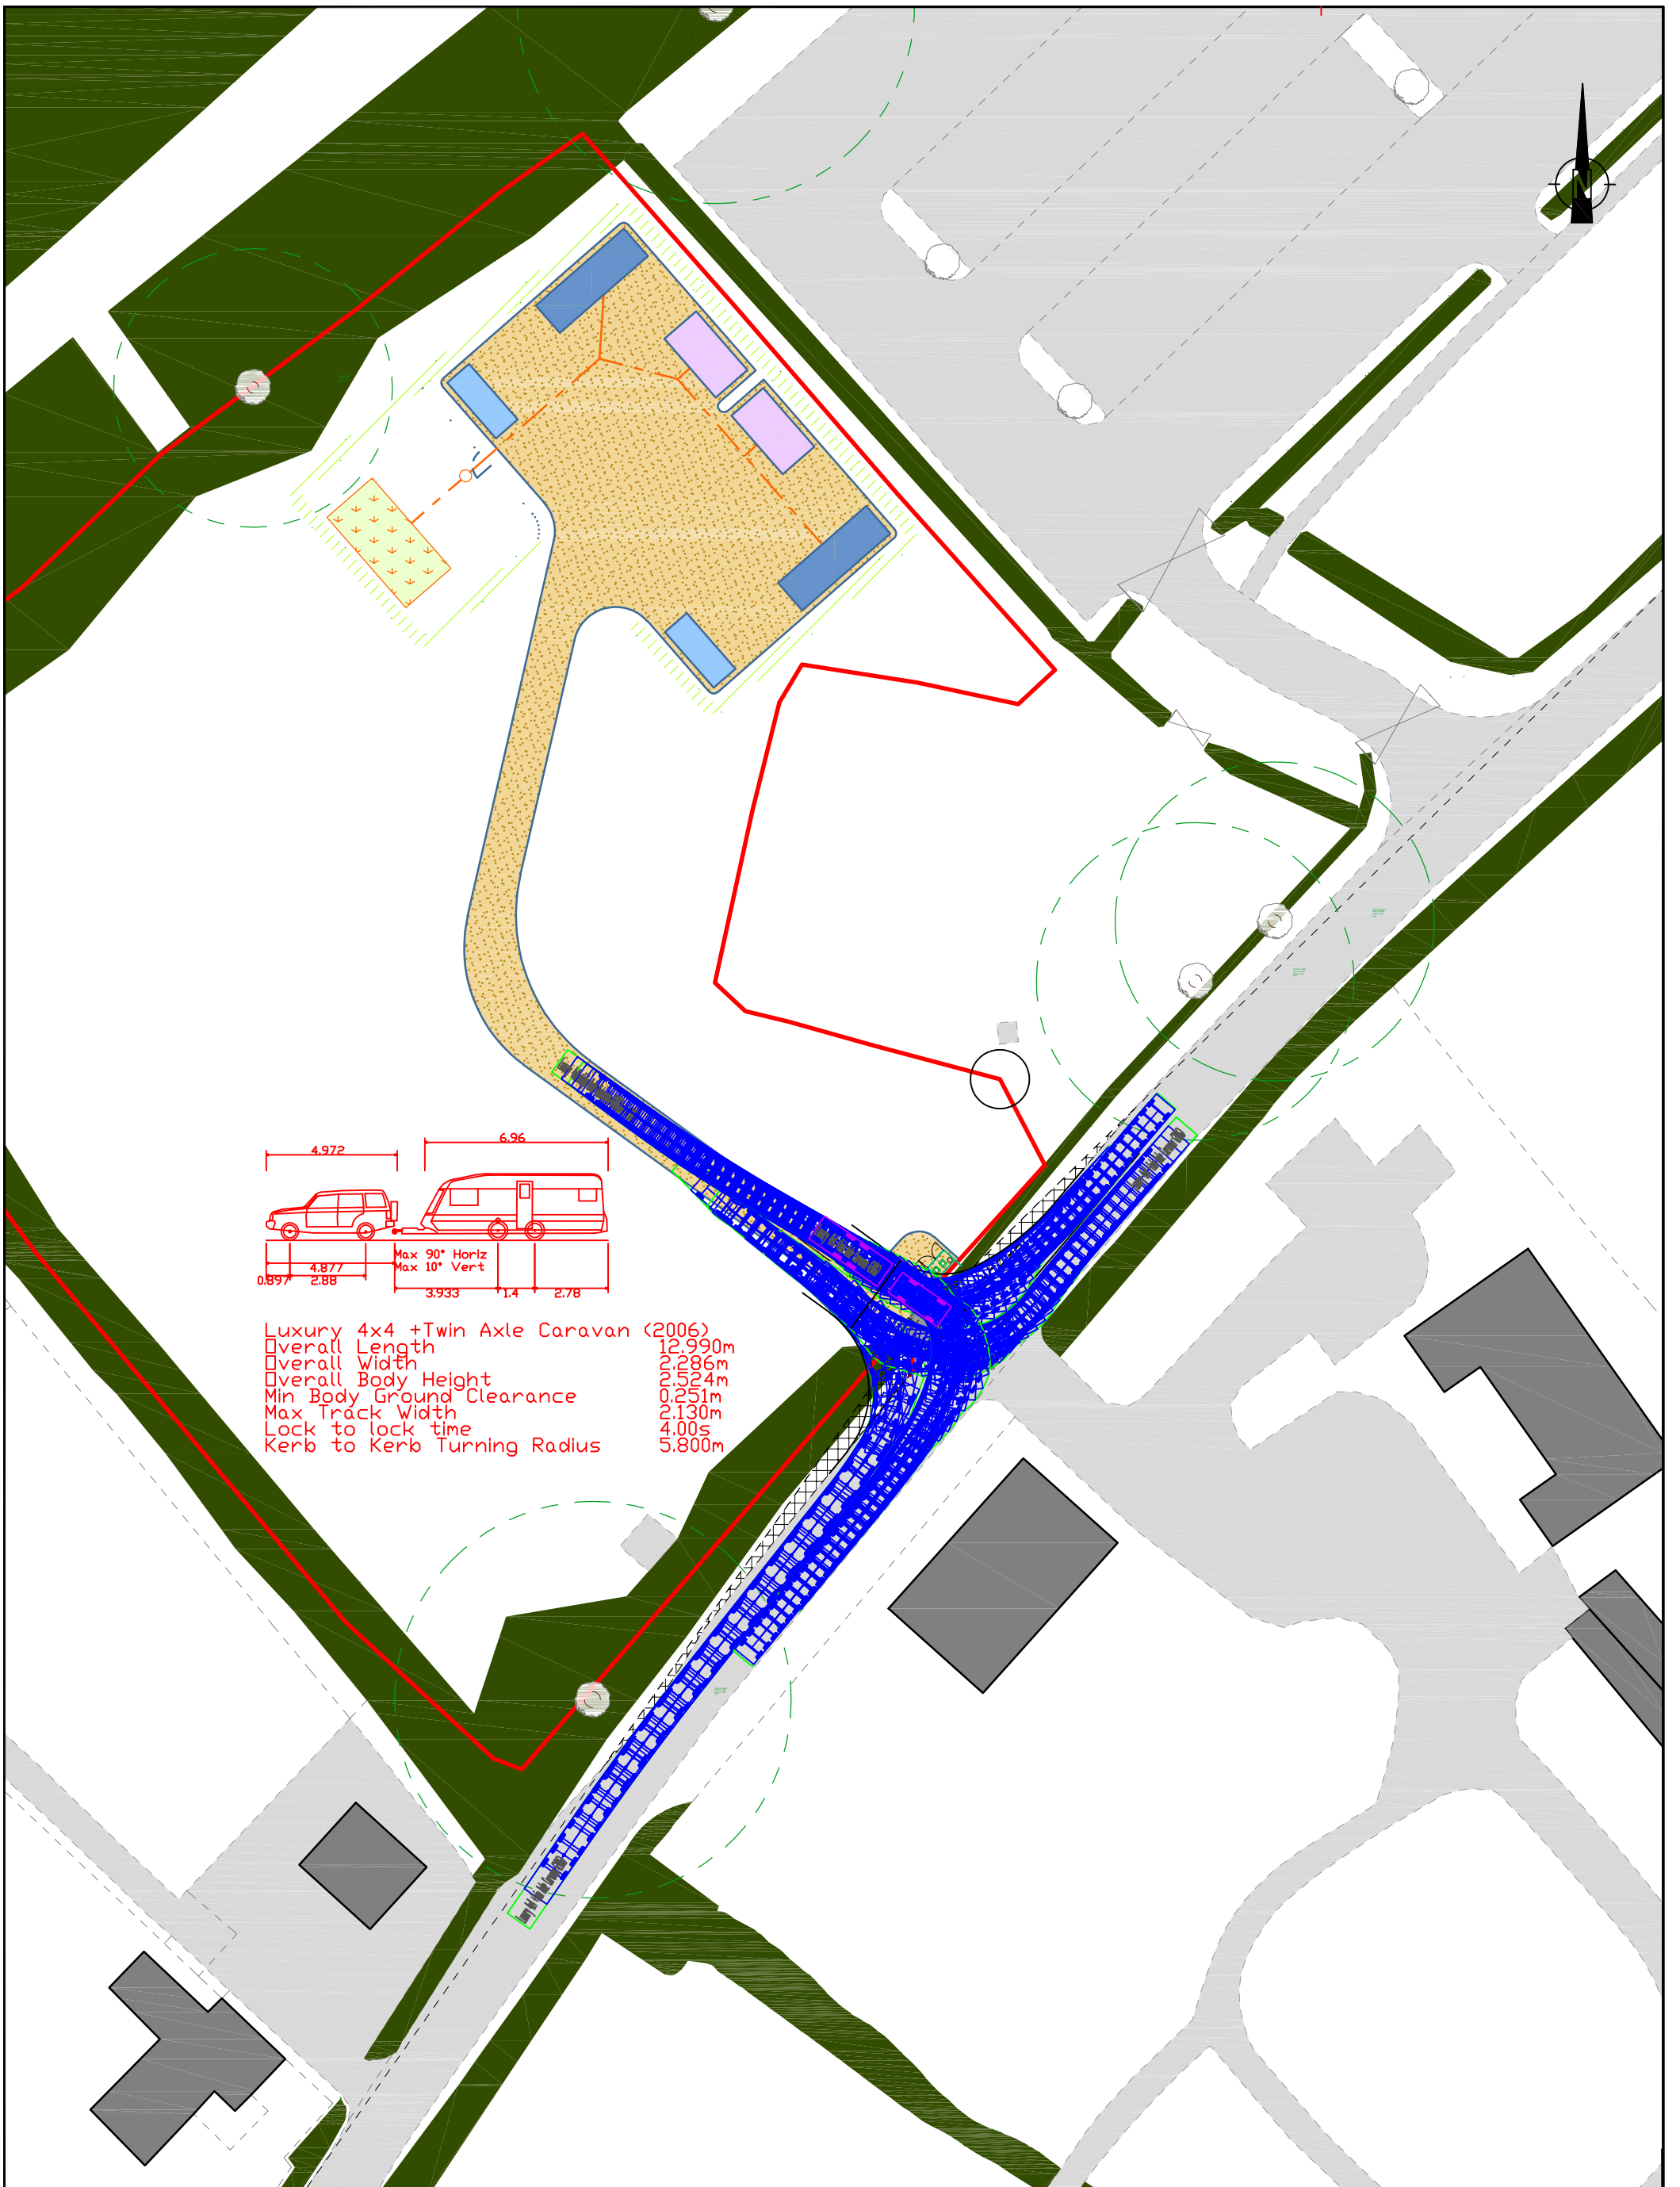 N
4.972
6.96
Max 90° Horiz
Max 10° Vert
4.877
0.897
2.88
3.933
1.4
2.78
Luxury 4x4 +Twin Axle Caravan (2006)
Overall Length 12.990m
Overall Width 2.286m
Overall Body Height 2.524m
Min Body Ground Clearance 0.251m
Max Track Width 2.130m
Lock to lock time 4.00s
Kerb to Kerb Turning Radius 5.800m